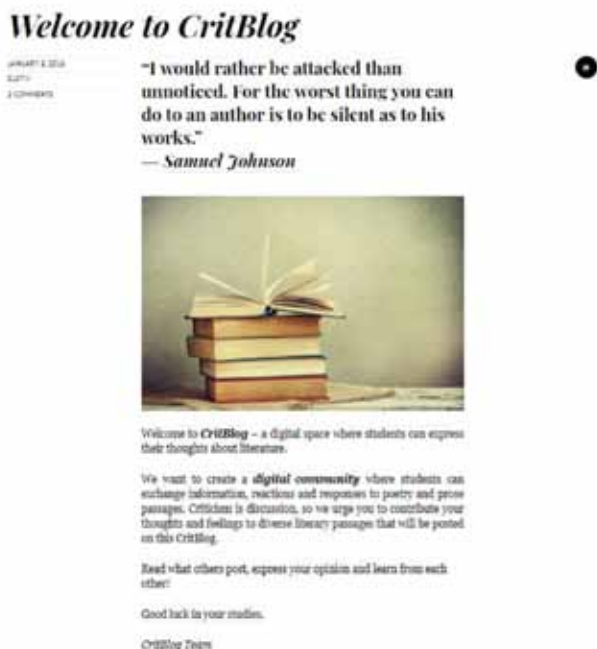 Welcome to CritBlog
JANUARY 2016
2 COMMENTS
“I would rather be attacked than
unnoticed. For the worst thing you can
do to an author is to be silent as to his
works.”
— Samuel Johnson
Welcome to CritBlog – a digital space where students can express
their thoughts about literature.
We want to create a digital community where students can
exchange information, reactions and responses to poetry and prose
passages. Criticism is discussion, so we urge you to contribute your
thoughts and feelings to diverse literary passages that will be posted
on this CritBlog.
Read what others post, express your opinion and learn from each
other!
Good luck in your studies.
CritBlog Team